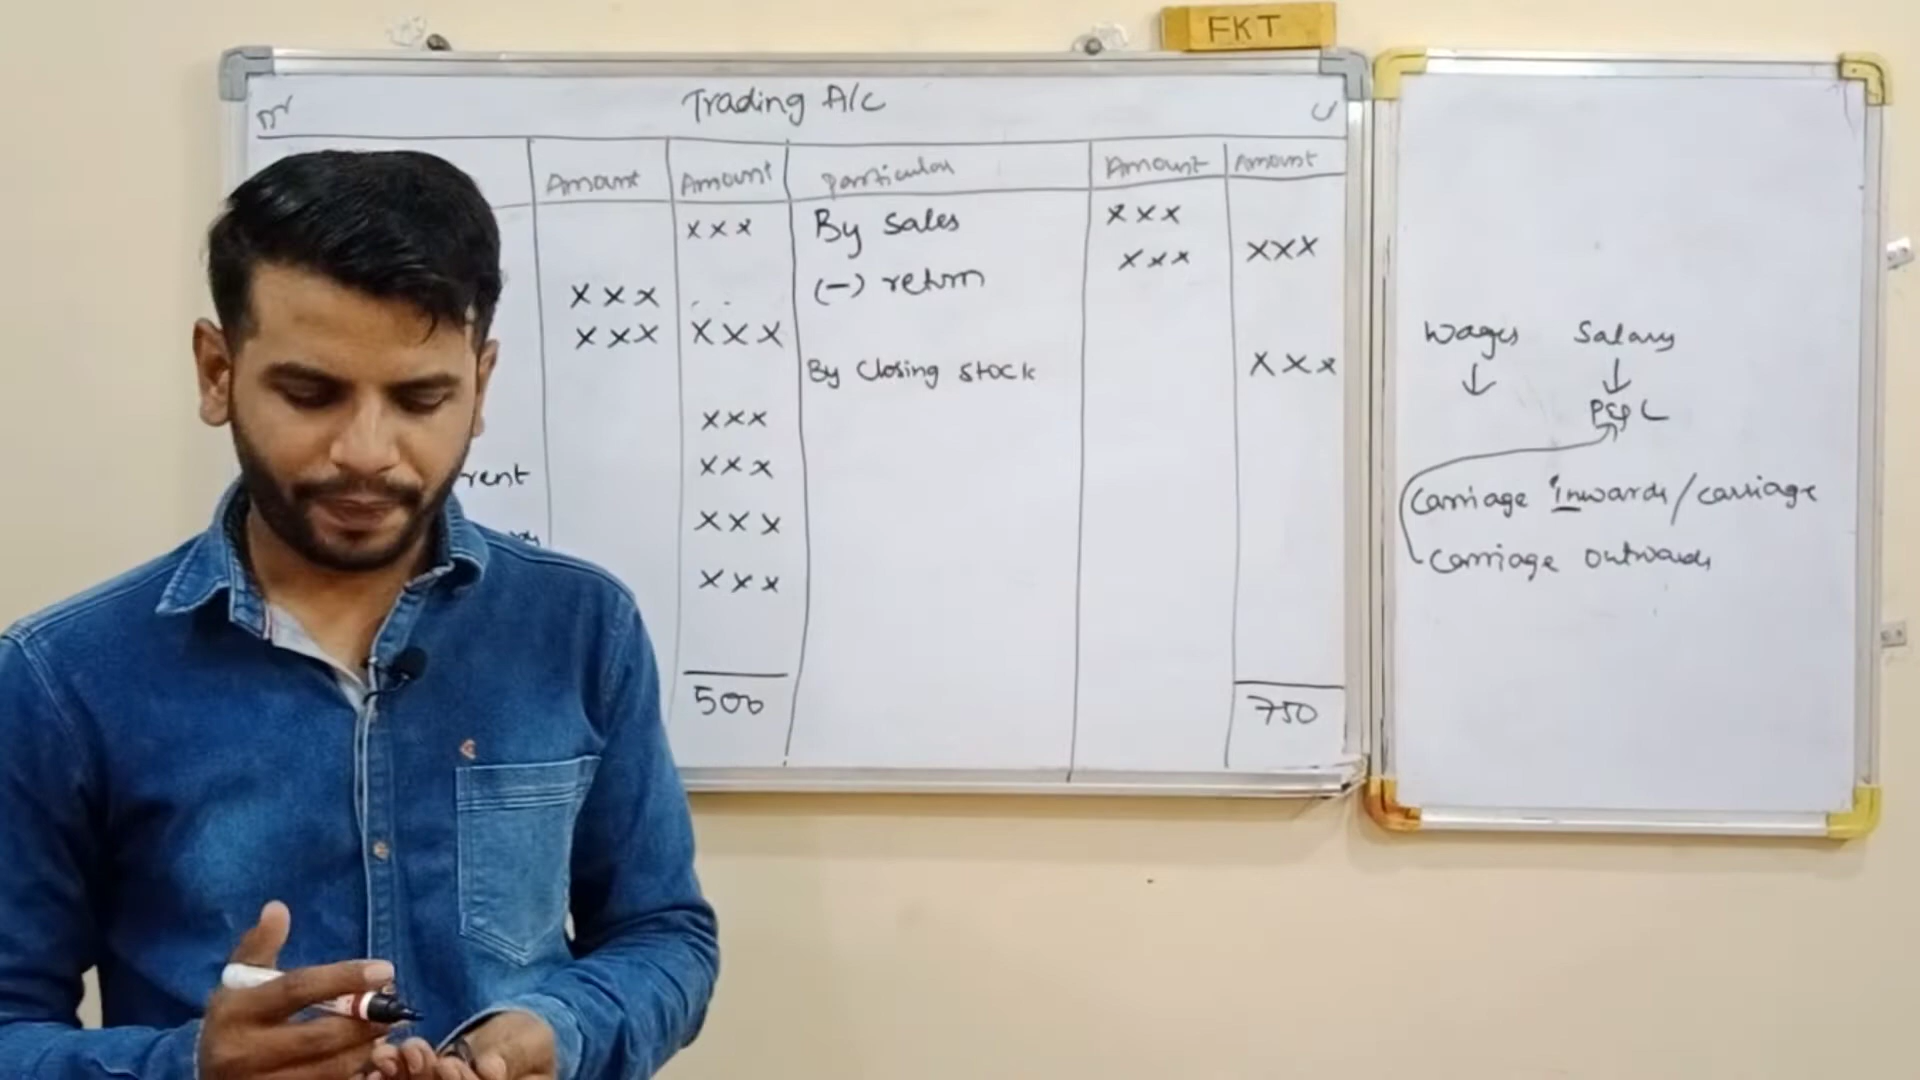 FKT
Trading A/c
Dr
Amount Amount particular Amount Amount
xxx By Sales xxx
(-) return xxx xxx
xxx
xxx xxx
By Closing stock xxx
xxx
rent xxx
xxx
xxx
500 750
Wages Salary
↓ ↓
P&L
Carriage Inwards/carriage
Carriage Outwards